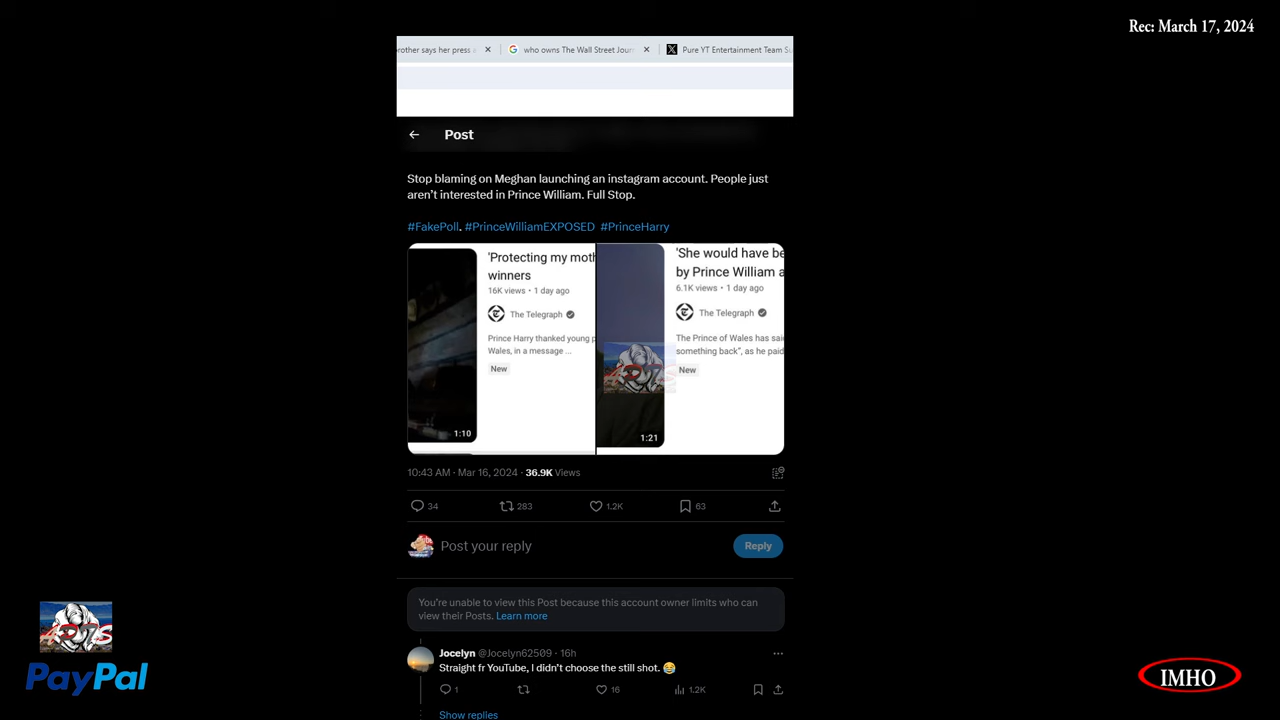 Rec: March 17, 2024
brother says her press
who owns The Wall Street Journ
Pure YT Entertainment Team Su
Post
Stop blaming on Meghan launching an instagram account. People just
aren't interested in Prince William. Full Stop.
#FakePoll. #PrinceWilliamEXPOSED #PrinceHarry
'Protecting my moth
winners
16K views • 1 day ago
The Telegraph
Prince Harry thanked young p
Wales, in a message ...
New
1:10
'She would have be
by Prince William a
6.1K views • 1 day ago
The Telegraph
The Prince of Wales has sai
something back", as he paid
New
1:21
10:43 AM · Mar 16, 2024 · 36.9K Views
34 283 1.2K 63
Post your reply
Reply
You're unable to view this Post because this account owner limits who can
view their Posts. Learn more
Jocelyn @Jocelyn62509 · 16h
Straight fr YouTube, I didn't choose the still shot. 😂
1 16 1.2K
Show replies
PayPal
IMHO